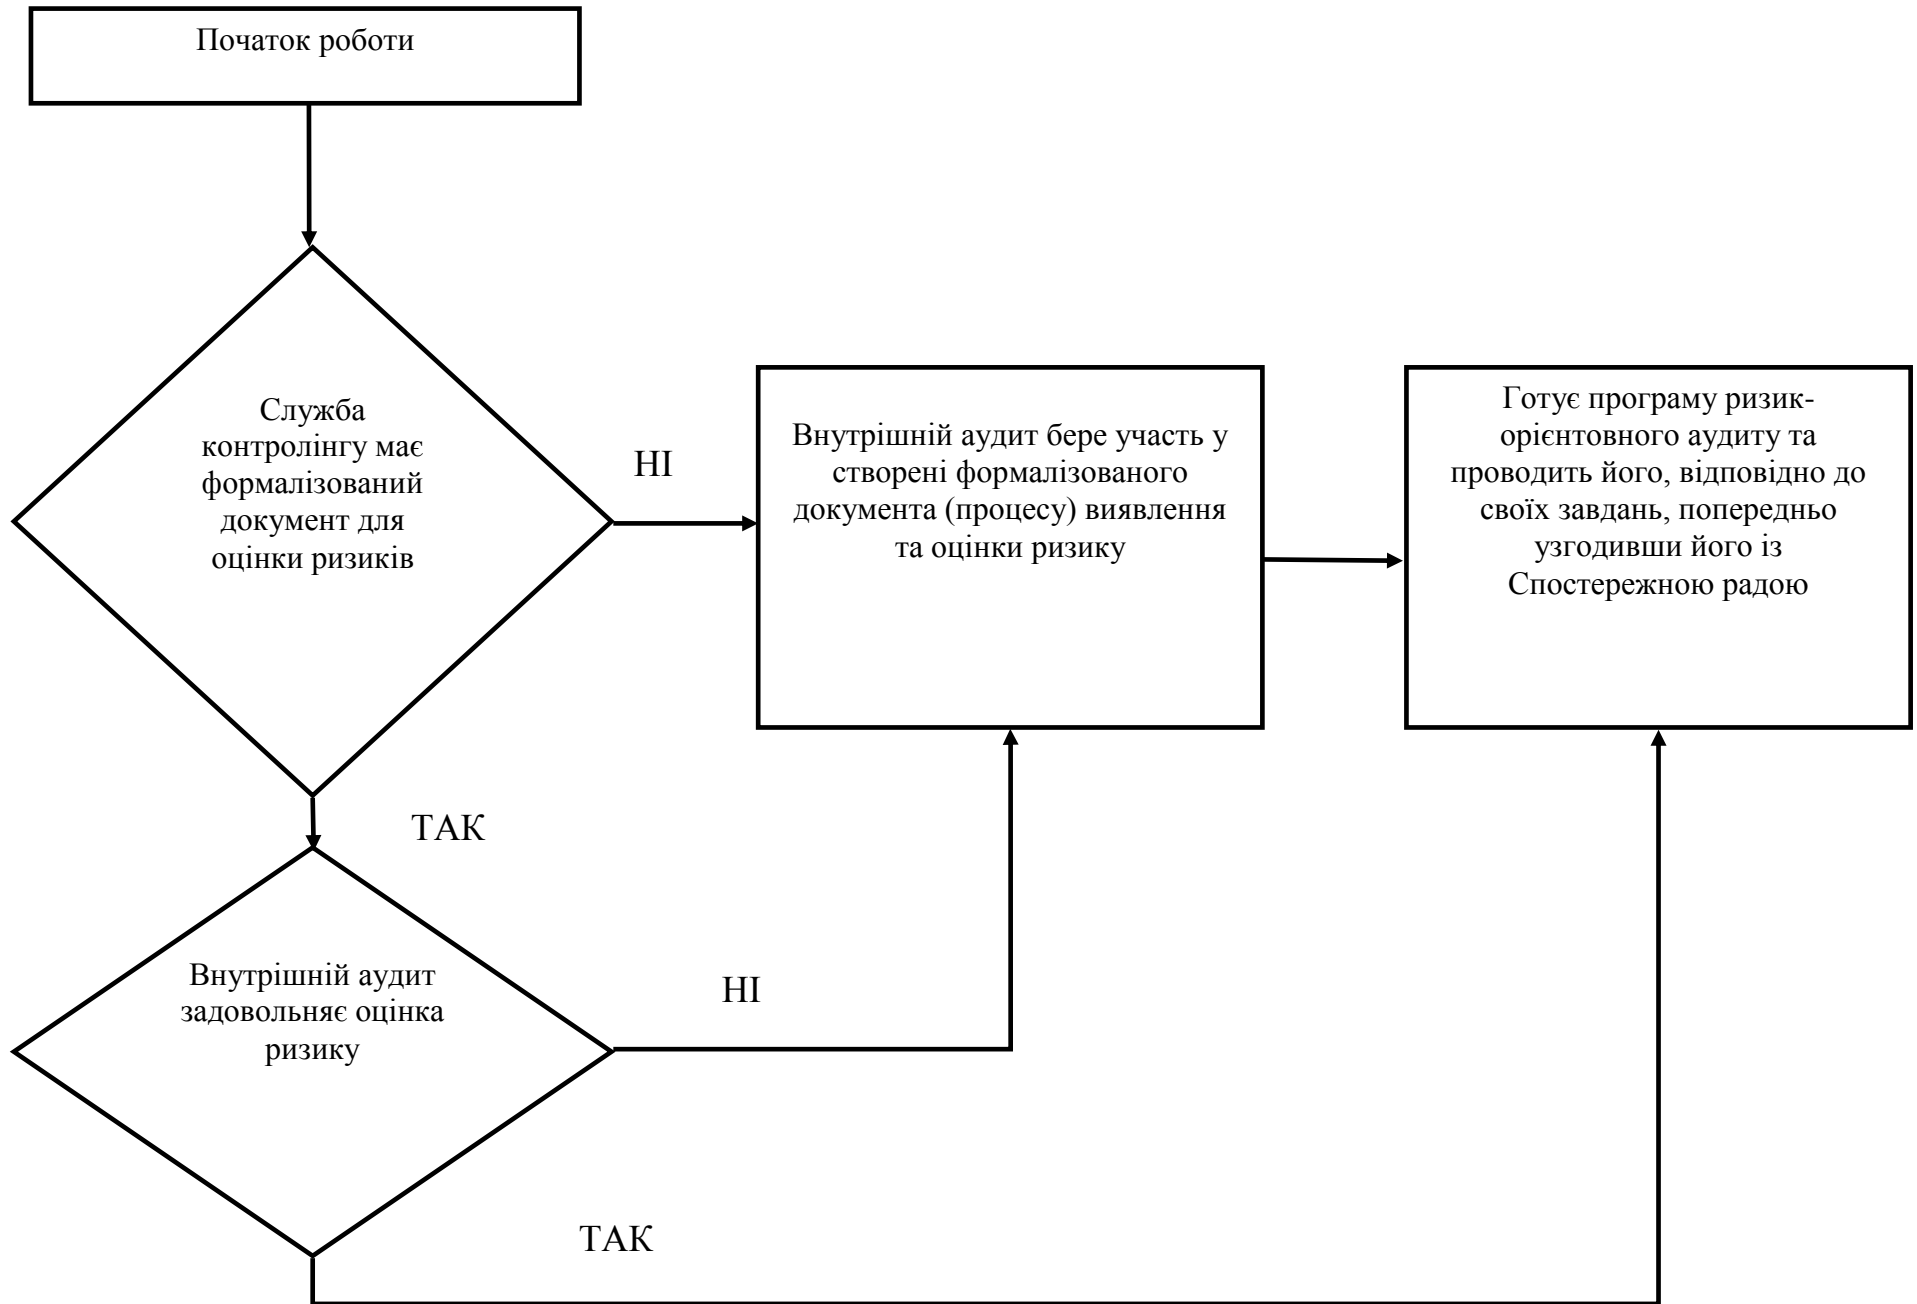 Початок роботи
Служба
контролінгу має
формалізований
документ для
оцінки ризиків
НІ
Внутрішній аудит бере участь у
створені формалізованого
документа (процесу) виявлення
та оцінки ризику
Готує програму ризик-
орієнтовного аудиту та
проводить його, відповідно до
своїх завдань, попередньо
узгодивши його із
Спостережною радою
ТАК
Внутрішній аудит
задовольняє оцінка
ризику
НІ
ТАК